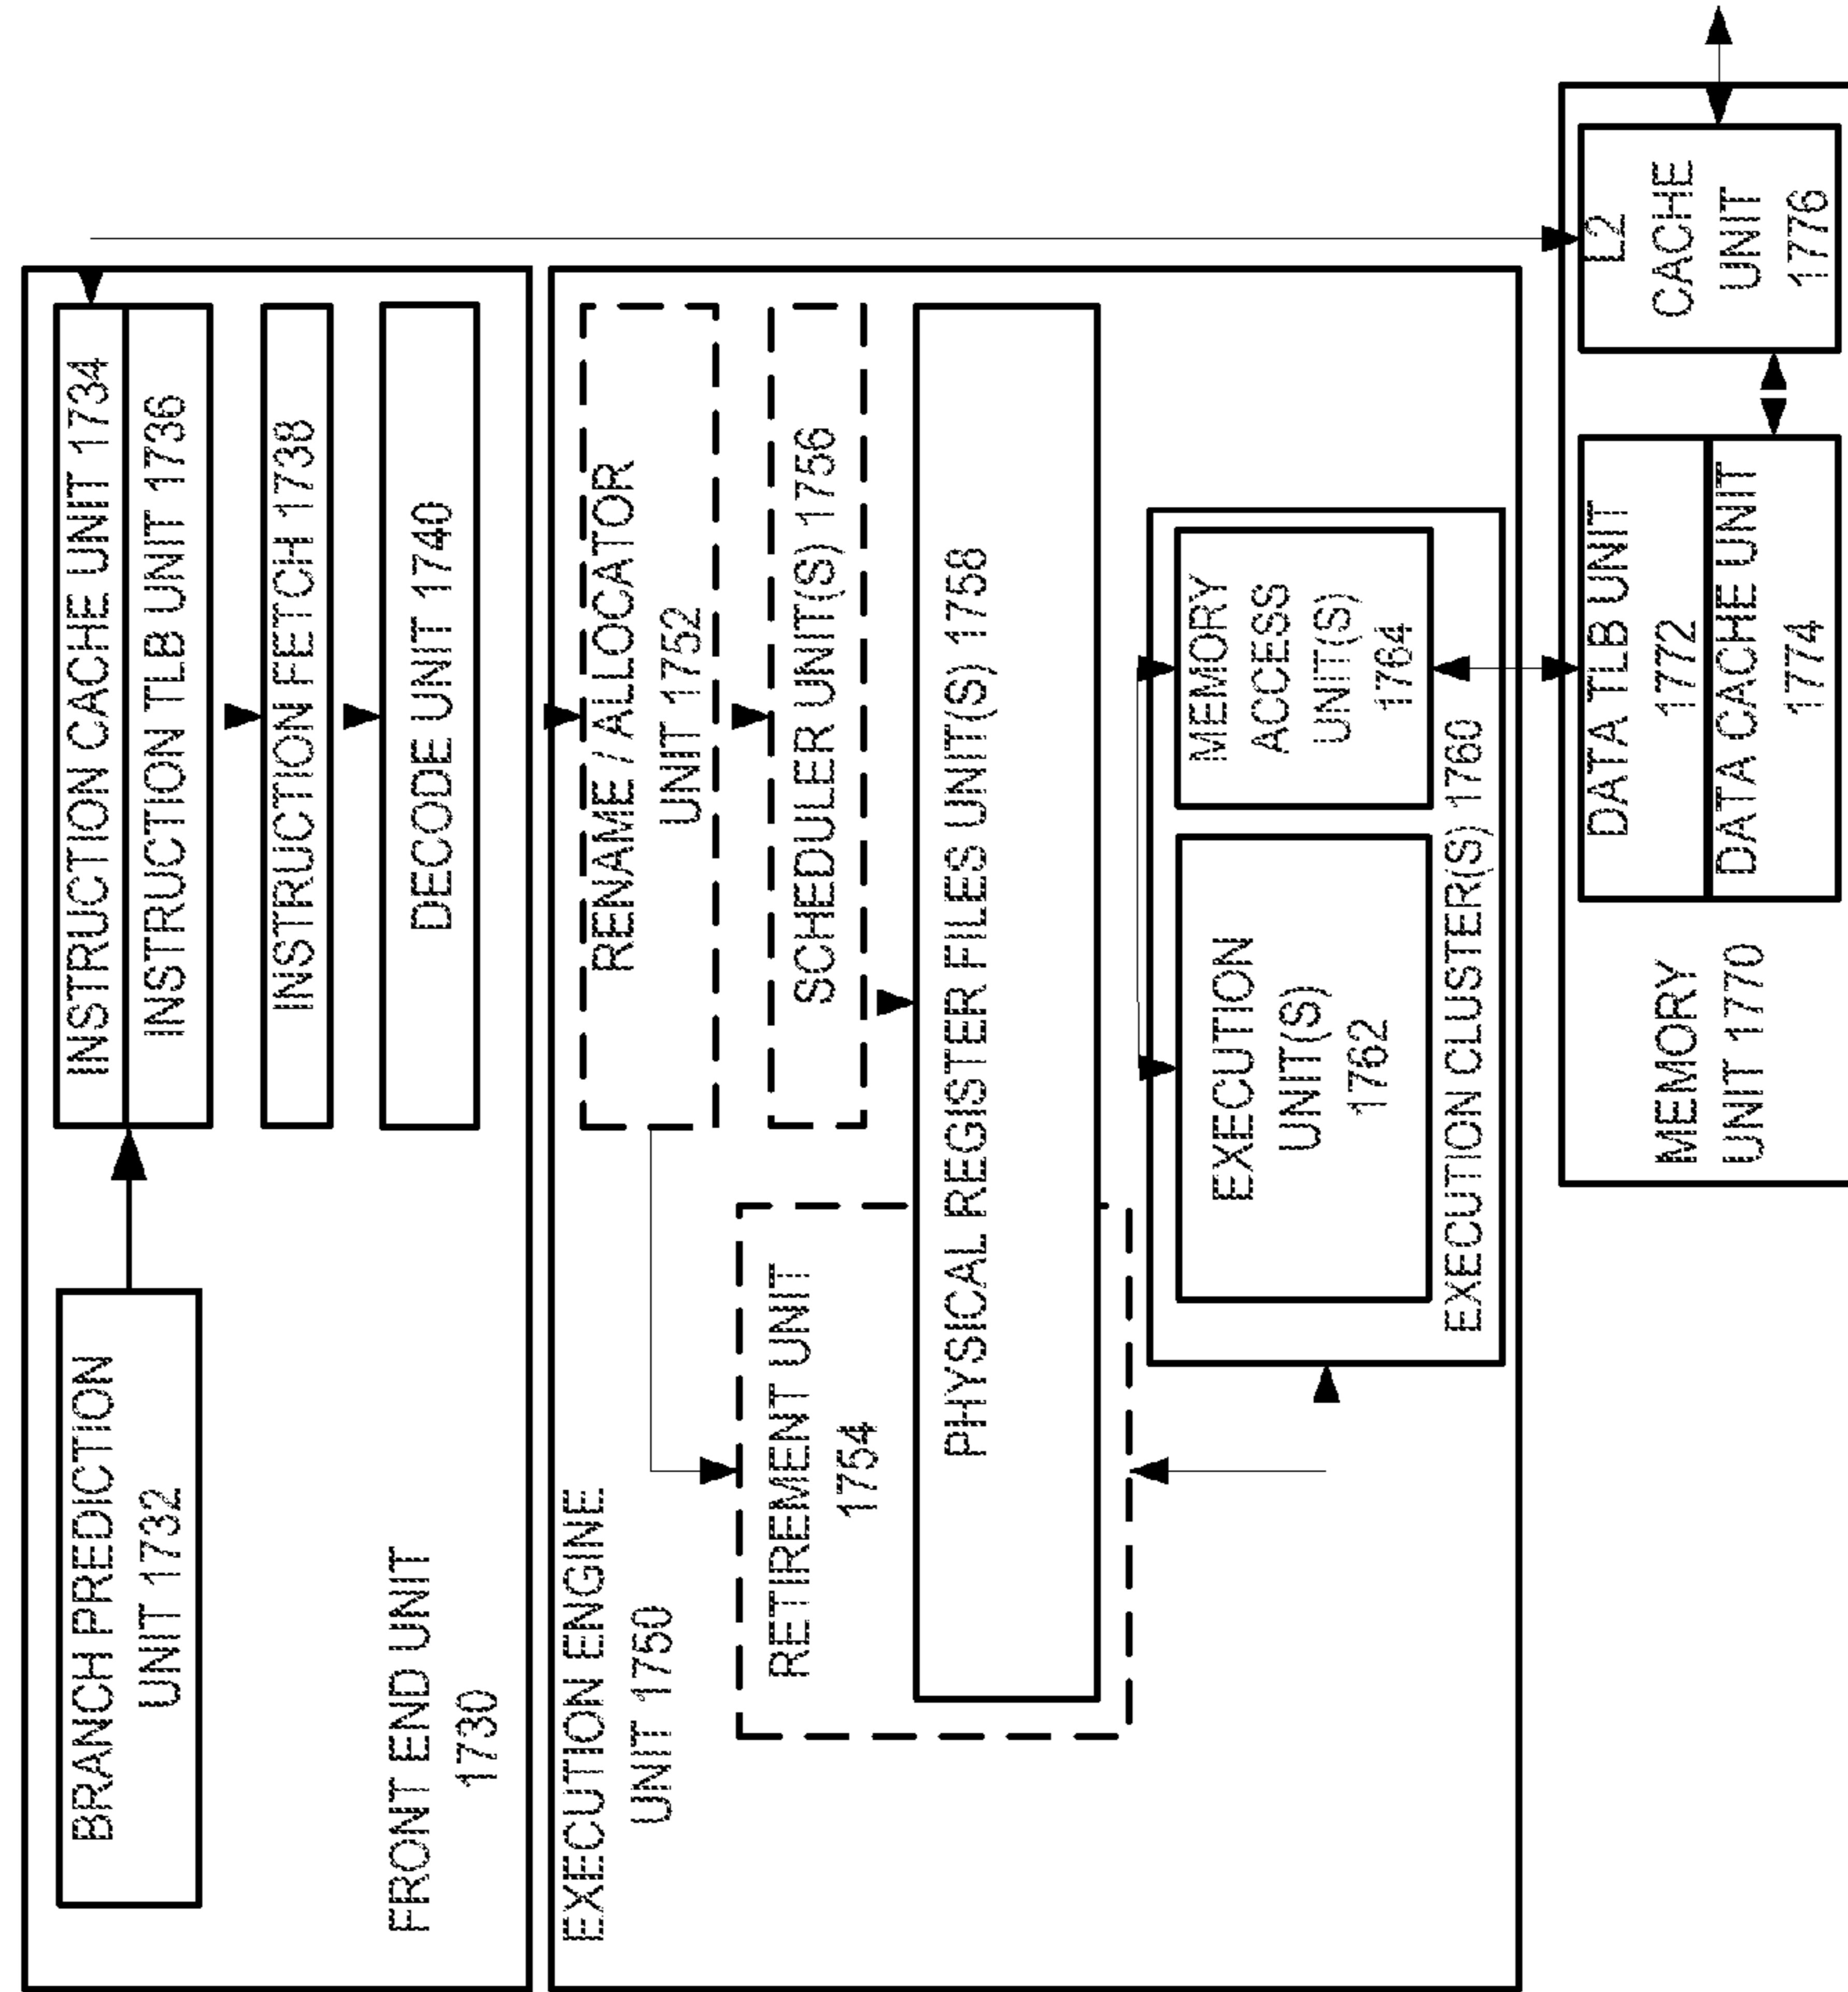 BRANCH PREDICTION
UNIT 1732
INSTRUCTION CACHE UNIT 1734
INSTRUCTION TLB UNIT 1736
INSTRUCTION FETCH 1738
DECODE UNIT 1740
FRONT END UNIT
1730
EXECUTION ENGINE
UNIT 1750
RENAME / ALLOCATOR
UNIT 1752
RETIREMENT UNIT
1754
SCHEDULER UNIT(S) 1756
PHYSICAL REGISTER FILES UNIT(S) 1758
EXECUTION
UNIT(S)
1762
MEMORY
ACCESS
UNIT(S)
1764
EXECUTION CLUSTER(S) 1760
MEMORY
UNIT 1770
DATA TLB UNIT
1772
DATA CACHE UNIT
1774
L2
CACHE
UNIT
1776